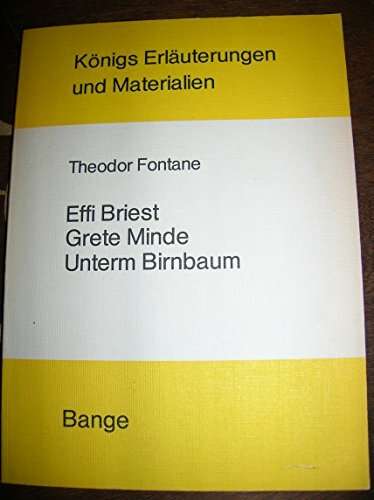 Königs Erläuterungen
und Materialien
Theodor Fontane
Effi Briest
Grete Minde
Unterm Birnbaum
Bange